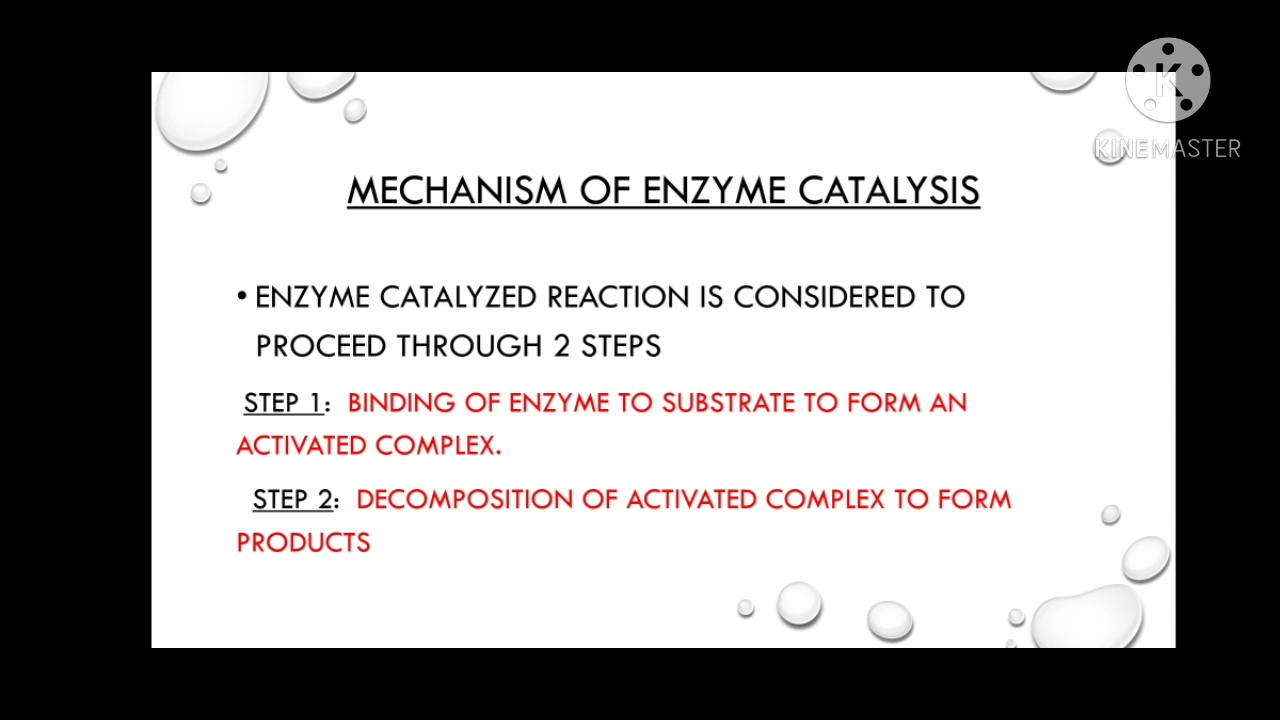 KINEMASTER
MECHANISM OF ENZYME CATALYSIS
• ENZYME CATALYZED REACTION IS CONSIDERED TO
PROCEED THROUGH 2 STEPS
STEP 1: BINDING OF ENZYME TO SUBSTRATE TO FORM AN
ACTIVATED COMPLEX.
STEP 2: DECOMPOSITION OF ACTIVATED COMPLEX TO FORM
PRODUCTS